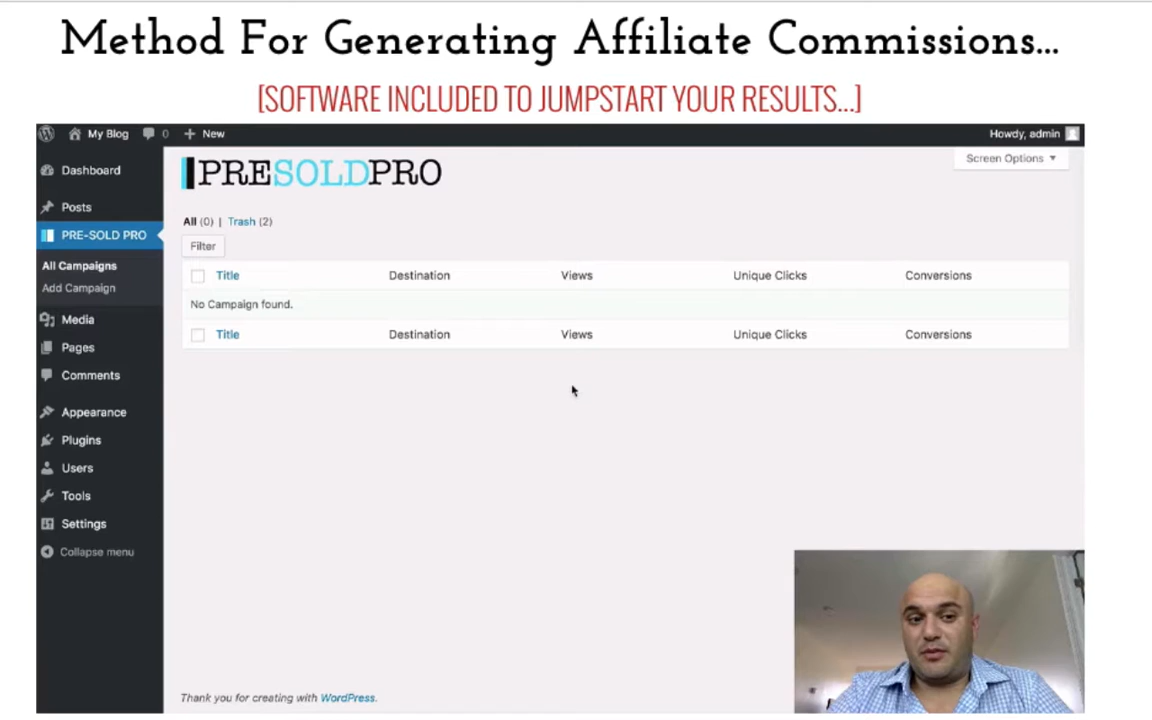 Method For Generating Affiliate Commissions...
[SOFTWARE INCLUDED TO JUMPSTART YOUR RESULTS...]
My Blog 0 + New Howdy, admin
Screen Options ▼
PRESOLDPRO
Dashboard
Posts
PRE-SOLD PRO
All Campaigns
Add Campaign
Media
Pages
Comments
Appearance
Plugins
Users
Tools
Settings
Collapse menu
All (0) | Trash (2)
Filter
Title Destination Views Unique Clicks Conversions
No Campaign found.
Title Destination Views Unique Clicks Conversions
Thank you for creating with WordPress.